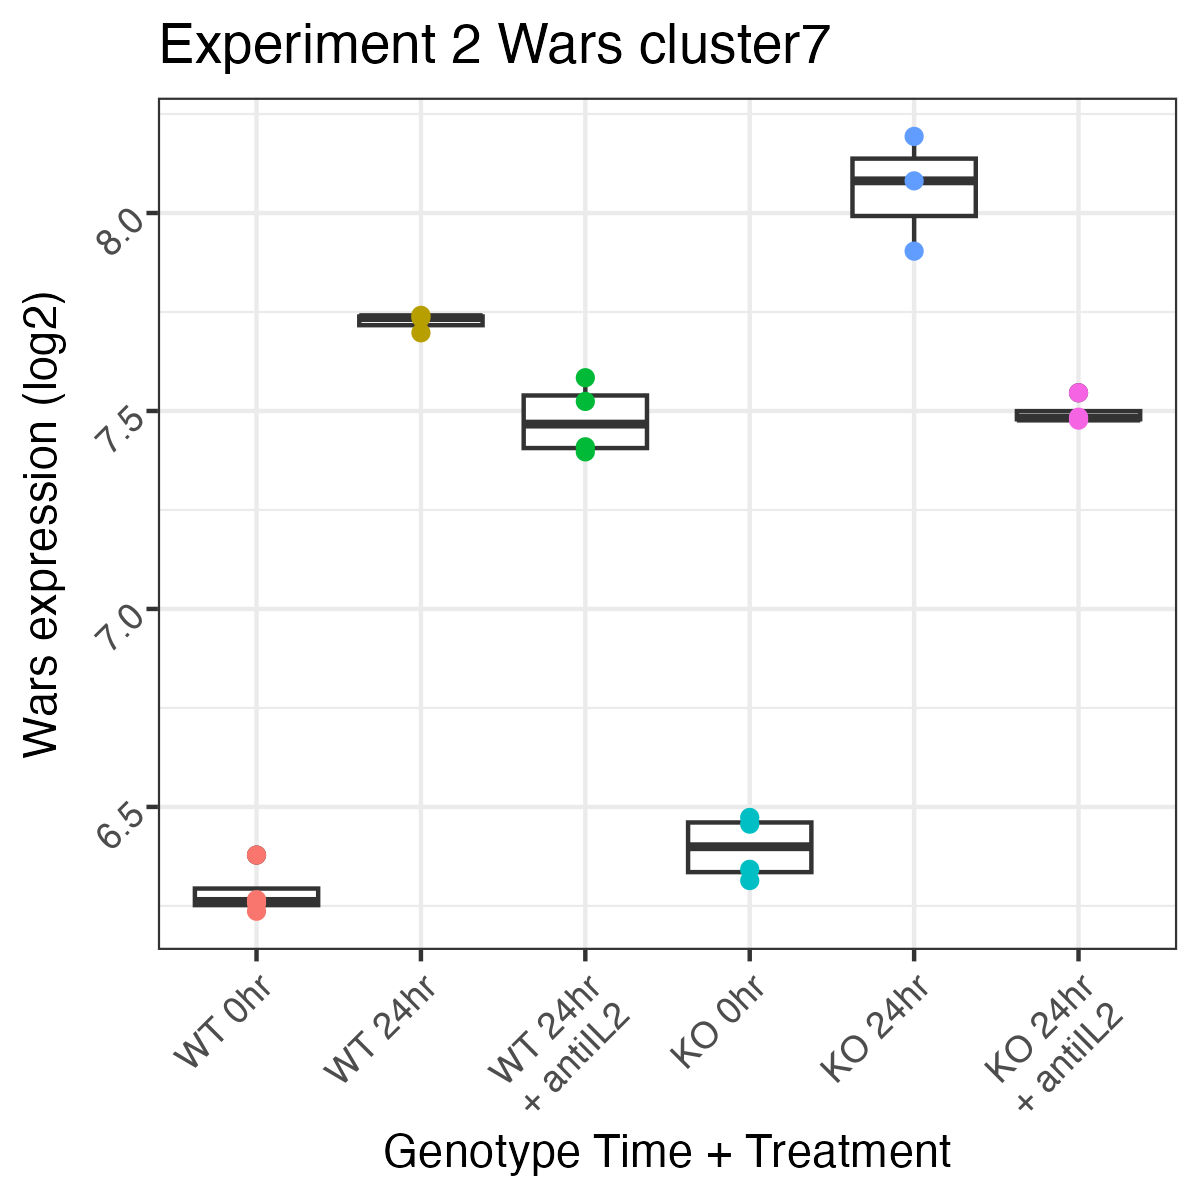 Experiment 2 Wars cluster7
Wars expression (log2)
8.0
7.5
7.0
6.5
WT 0hr
WT 24hr
WT 24hr
+ antiIL2
KO 0hr
KO 24hr
KO 24hr
+ antiIL2
Genotype Time + Treatment